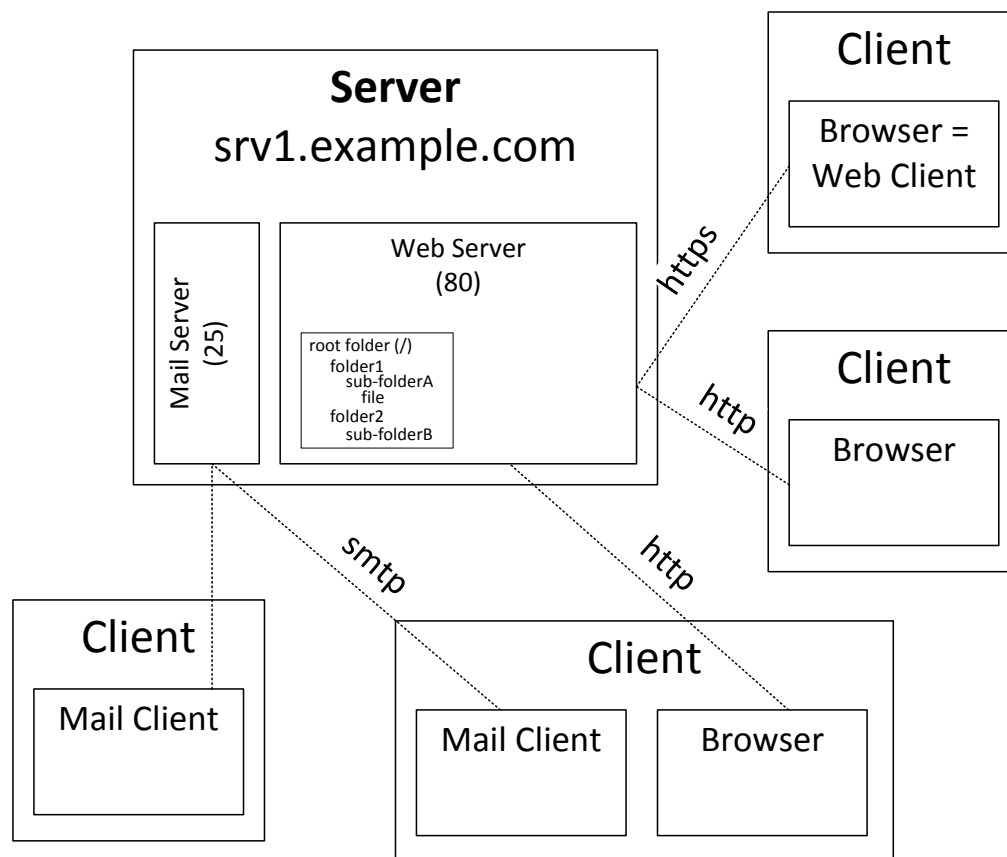 Server
srv1.example.com
Mail Server
(25)
Web Server
(80)
root folder (/)
folder1
sub-folderA
file
folder2
sub-folderB
https
http
smtp
http
Client
Browser =
Web Client
Client
Browser
Client
Mail Client
Client
Mail Client
Browser